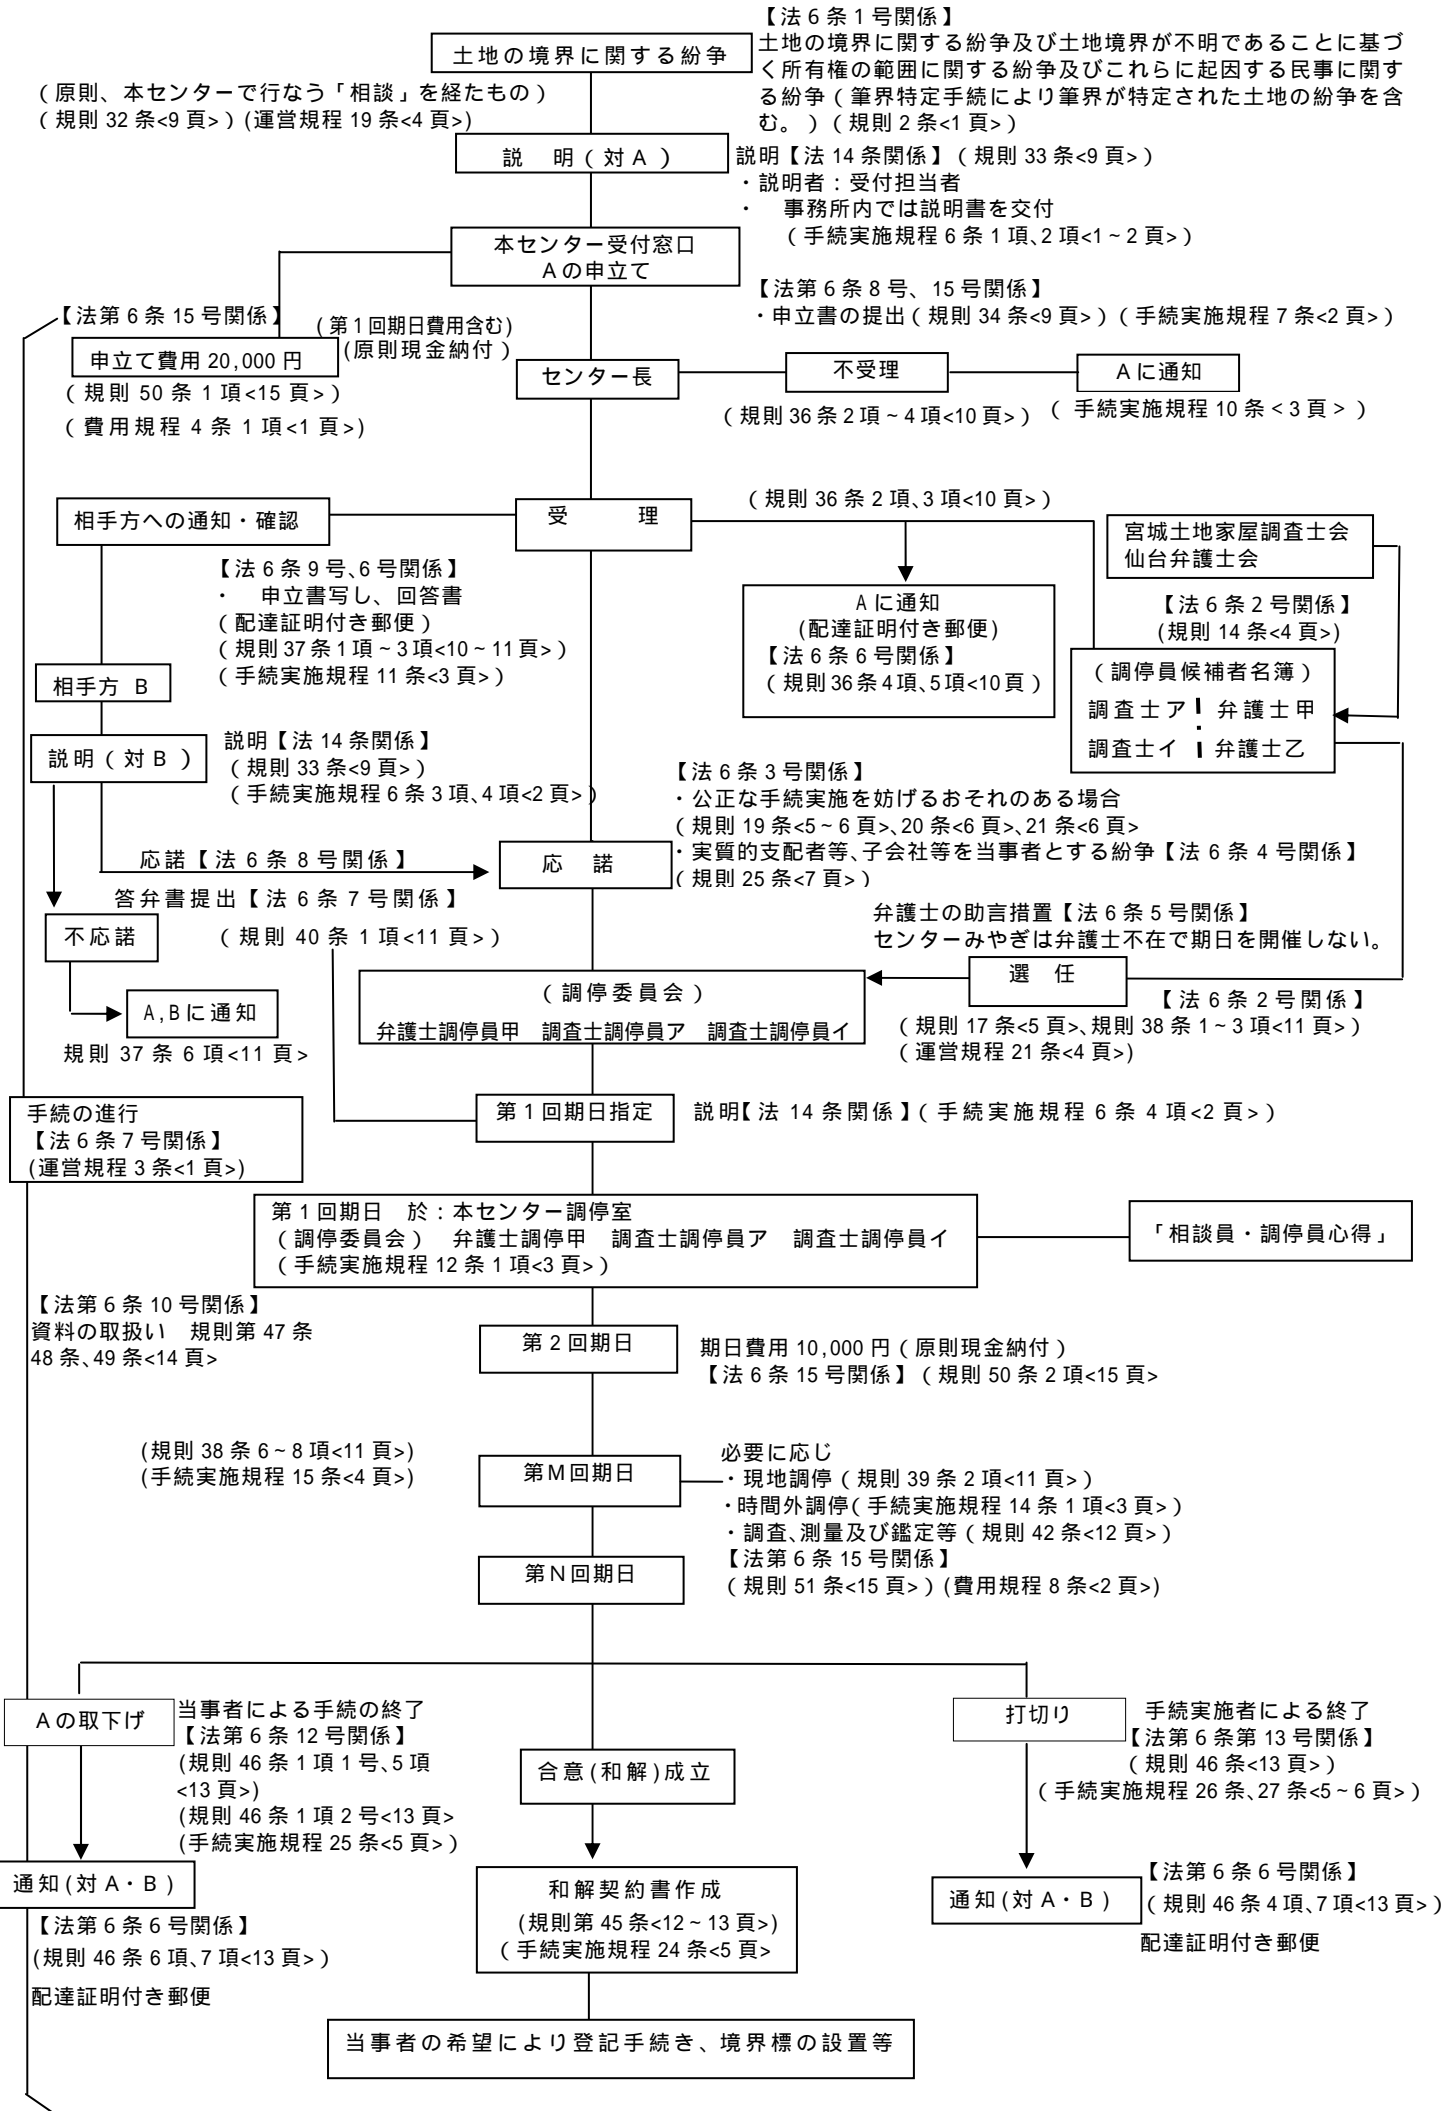 【法６条１号関係】
土地の境界に関する紛争
土地の境界に関する紛争及び土地境界が不明であることに基づ
く所有権の範囲に関する紛争及びこれらに起因する民事に関す
る紛争（筆界特定手続により筆界が特定された土地の紛争を含
む。）（規則２条<1頁>）
（原則、本センターで行なう「相談」を経たもの）
（規則32条<9頁>）(運営規程19条<4頁>)
説　明（対Ａ）
説明【法14条関係】（規則33条<9頁>）
・説明者：受付担当者
・　事務所内では説明書を交付
（手続実施規程６条１項、２項<1～2頁>）
本センター受付窓口
Ａの申立て
【法第６条８号、15号関係】
・申立書の提出（規則34条<9頁>）（手続実施規程７条<2頁>）
【法第６条15号関係】
(第１回期日費用含む)
(原則現金納付）
申立て費用20,000円
（規則50条１項<15頁>）
（費用規程４条１項<1頁>)
センター長
不受理
Ａに通知
（規則36条２項～４項<10頁>）
（手続実施規程10条<3頁>）
受　　理
（規則36条２項、３項<10頁>）
相手方への通知・確認
【法６条９号、６号関係】
・　申立書写し、回答書
（配達証明付き郵便）
（規則37条１項～３項<10～11頁>）
（手続実施規程11条<3頁>）
宮城土地家屋調査士会
仙台弁護士会
【法６条２号関係】
(規則14条<4頁>)
Ａに通知
(配達証明付き郵便)
【法６条６号関係】
（規則36条４項、５項<10頁）
（調停員候補者名簿）
調査士ア　弁護士甲
調査士イ　弁護士乙
相手方 B
説明（対Ｂ）
説明【法14条関係】
（規則33条<9頁>）
（手続実施規程６条３項、４項<2頁>）
【法６条３号関係】
・公正な手続実施を妨げるおそれのある場合
（規則19条<5～6頁>、20条<6頁>、21条<6頁>
・実質的支配者等、子会社等を当事者とする紛争【法６条４号関係】
（規則25条<7頁>）
応諾【法６条８号関係】
応　諾
答弁書提出【法６条７号関係】
（規則40条１項<11頁>）
弁護士の助言措置【法６条５号関係】
センターみやぎは弁護士不在で期日を開催しない。
不応諾
A,Bに通知
規則37条６項<11頁>
（調停委員会）
弁護士調停員甲　調査士調停員ア　調査士調停員イ
選　任
【法６条２号関係】
（規則17条<5頁>、規則38条１～３項<11頁>）
（運営規程21条<4頁>)
手続の進行
【法６条７号関係】
(運営規程３条<1頁>)
第１回期日指定
説明【法14条関係】（手続実施規程６条４項<2頁>）
第１回期日　於：本センター調停室
（調停委員会）　弁護士調停甲　調査士調停員ア　調査士調停員イ
（手続実施規程12条１項<3頁>）
「相談員・調停員心得」
【法第６条10号関係】
資料の取扱い　規則第47条
48条、49条<14頁>
第２回期日
期日費用10,000円（原則現金納付）
【法６条15号関係】（規則50条２項<15頁>
(規則38条６～８項<11頁>)
(手続実施規程15条<4頁>)
第Ｍ回期日
必要に応じ
・現地調停（規則39条２項<11頁>）
・時間外調停(手続実施規程14条１項<3頁>）
・調査、測量及び鑑定等（規則42条<12頁>）
【法第６条15号関係】
（規則51条<15頁>）(費用規程８条<2頁>)
第Ｎ回期日
Ａの取下げ
当事者による手続の終了
【法第６条12号関係】
(規則46条１項１号、５項
<13頁>)
(規則46条１項２号<13頁>
(手続実施規程25条<5頁>）
合意(和解)成立
打切り
手続実施者による終了
【法第６条第13号関係】
（規則46条<13頁>）
（手続実施規程26条、27条<5～6頁>）
通知(対Ａ・Ｂ)
【法第６条６号関係】
(規則46条６項、７項<13頁>）
配達証明付き郵便
和解契約書作成
(規則第45条<12～13頁>)
（手続実施規程24条<5頁>
通知(対Ａ・Ｂ)
【法第６条６号関係】
（規則46条４項、７項<13頁>）
配達証明付き郵便
当事者の希望により登記手続き、境界標の設置等